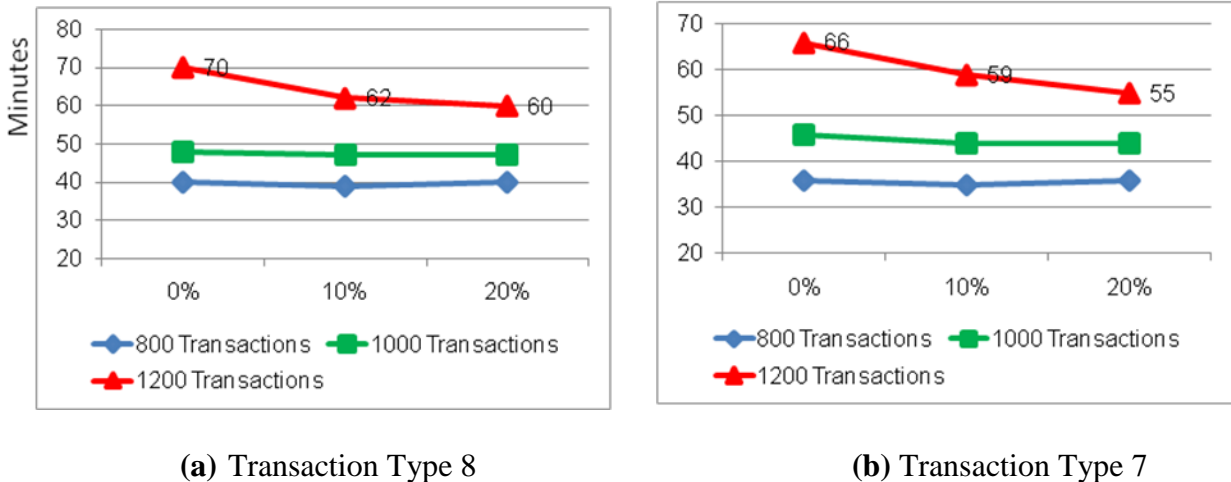 80
70
60
50
40
30
20
Minutes
70
62
60
0% 10% 20%
800 Transactions 1000 Transactions
1200 Transactions
(a) Transaction Type 8
70
60
50
40
30
20
66
59
55
0% 10% 20%
800 Transactions 1000 Transactions
1200 Transactions
(b) Transaction Type 7